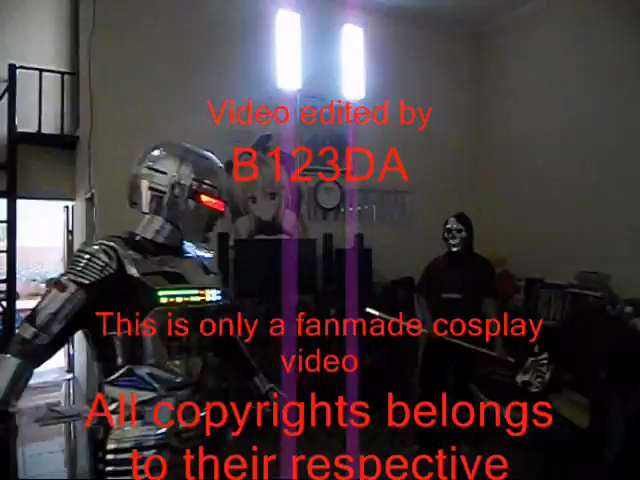 Video edited by
B123DA
This is only a fanmade cosplay
video
All copyrights belongs
to their respective